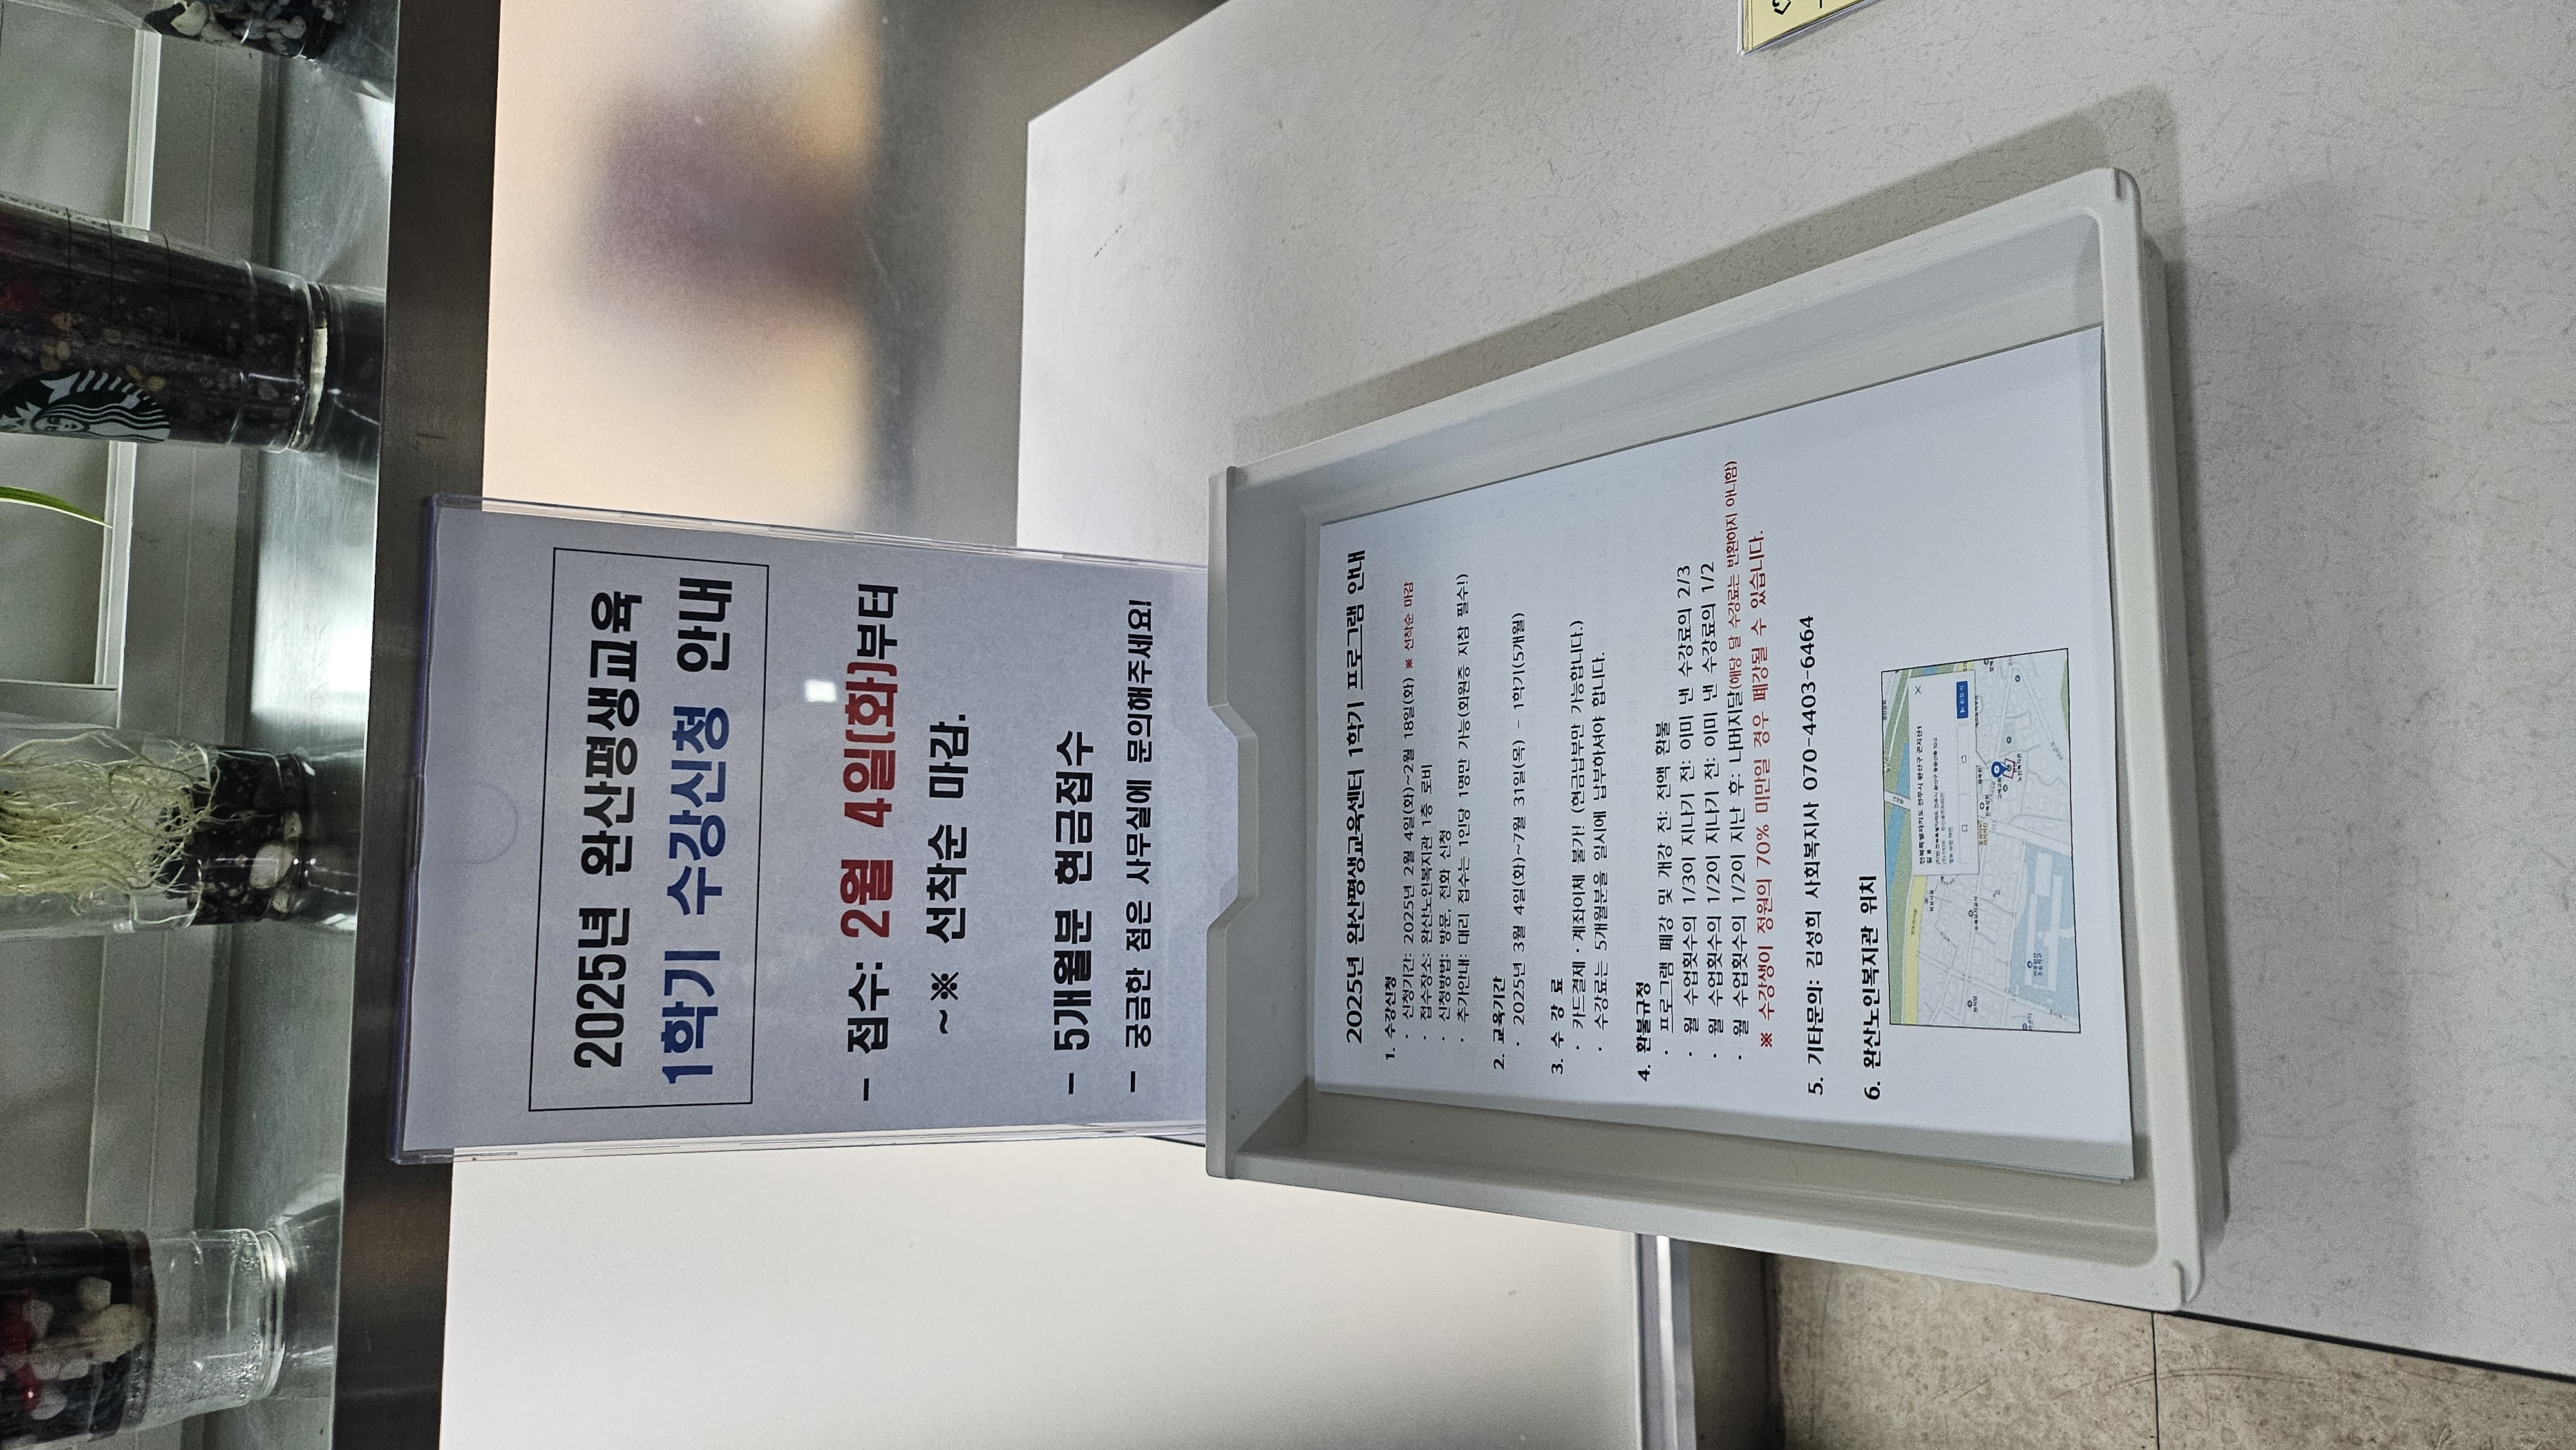 2025년 완산평생교육
1학기 수강신청 안내
- 접수: 2월 4일(화)부터
~※ 선착순 마감.
- 5개월분 현금접수
- 궁금한 점은 사무실에 문의해주세요!
2025년 완산평생교육센터 1학기 프로그램 안내
1. 수강신청
· 신청기간: 2025년 2월 4일(화)~2월 18일(화) ※ 선착순 마감
· 접수장소: 완산노인복지관 1층 로비
· 신청방법: 방문, 전화 신청
· 추가안내: 대리 접수는 1인당 1명만 가능(회원증 지참 필수!)
2. 교육기간
· 2025년 3월 4일(화)~7월 31일(목) - 1학기(5개월)
3. 수 강 료
· 카드결제 · 계좌이체 불가! (현금납부만 가능합니다.)
· 수강료는 5개월분을 일시에 납부하셔야 합니다.
4. 환불규정
· 프로그램 폐강 및 개강 전: 전액 환불
· 월 수업횟수의 1/3이 지나기 전: 이미 낸 수강료의 2/3
· 월 수업횟수의 1/2이 지나기 전: 이미 낸 수강료의 1/2
· 월 수업횟수의 1/2이 지난 후: 나머지달(해당 달 수강료는 반환하지 아니함)
※ 수강생이 정원의 70% 미만일 경우 폐강될 수 있습니다.
5. 기타문의: 김성희 사회복지사 070-4403-6464
6. 완산노인복지관 위치